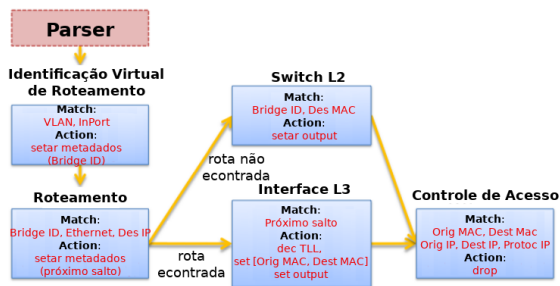 Parser
Identificação Virtual
de Roteamento
Match:
VLAN, InPort
Action:
setar metadados
(Bridge ID)
Roteamento
Match:
Bridge ID, Ethernet, Des IP
Action:
setar metadados
(próximo salto)
rota não
econtrada
rota
econtrada
Switch L2
Match:
Bridge ID, Des MAC
Action:
setar output
Interface L3
Match:
Próximo salto
Action:
dec TLL,
set [Orig MAC, Dest MAC]
set output
Controle de Acesso
Match:
Orig MAC, Dest Mac
Orig IP, Dest IP, Protoc IP
Action:
drop